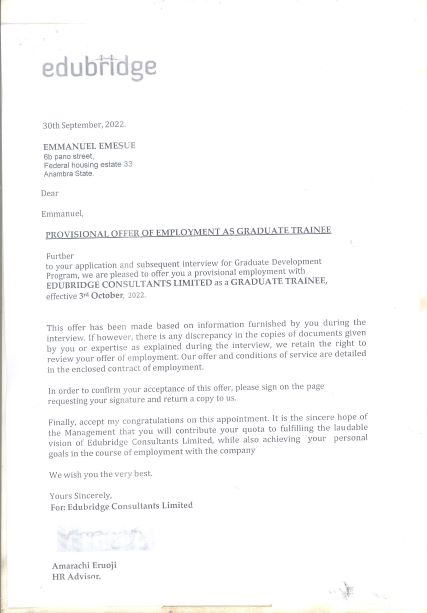 edubridge
30th September, 2022.
EMMANUEL EMESUE
6b pano street,
Federal housing estate 33
Anambra State.
Dear
Emmanuel,
PROVISIONAL OFFER OF EMPLOYMENT AS GRADUATE TRAINEE
Further
to your application and subsequent interview for Graduate Development
Program, we are pleased to offer you a provisional employment with
EDUBRIDGE CONSULTANTS LIMITED as a GRADUATE TRAINEE,
effective 3rd October, 2022.
This offer has been made based on information furnished by you during the
interview. If however, there is any discrepancy in the copies of documents given
by you or expertise as explained during the interview, we retain the right to
review your offer of employment. Our offer and conditions of service are detailed
in the enclosed contract of employment.
In order to confirm your acceptance of this offer, please sign on the page
requesting your signature and return a copy to us.
Finally, accept my congratulations on this appointment. It is the sincere hope of
the Management that you will contribute your quota to fulfilling the laudable
vision of Edubridge Consultants Limited, while also achieving your personal
goals in the course of employment with the company
We wish you the very best.
Yours Sincerely,
For: Edubridge Consultants Limited
Amarachi Eruoji
HR Advisor.